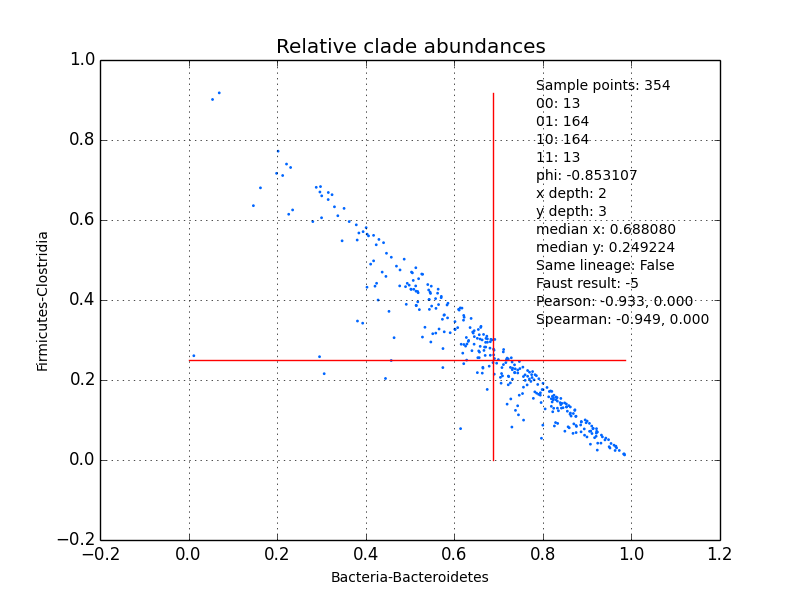 Relative clade abundances
1.0
0.8
0.6
0.4
0.2
0.0
−0.2
Firmicutes-Clostridia
Sample points: 354
00: 13
01: 164
10: 164
11: 13
phi: -0.853107
x depth: 2
y depth: 3
median x: 0.688080
median y: 0.249224
Same lineage: False
Faust result: -5
Pearson: -0.933, 0.000
Spearman: -0.949, 0.000
−0.2 0.0 0.2 0.4 0.6 0.8 1.0 1.2
Bacteria-Bacteroidetes